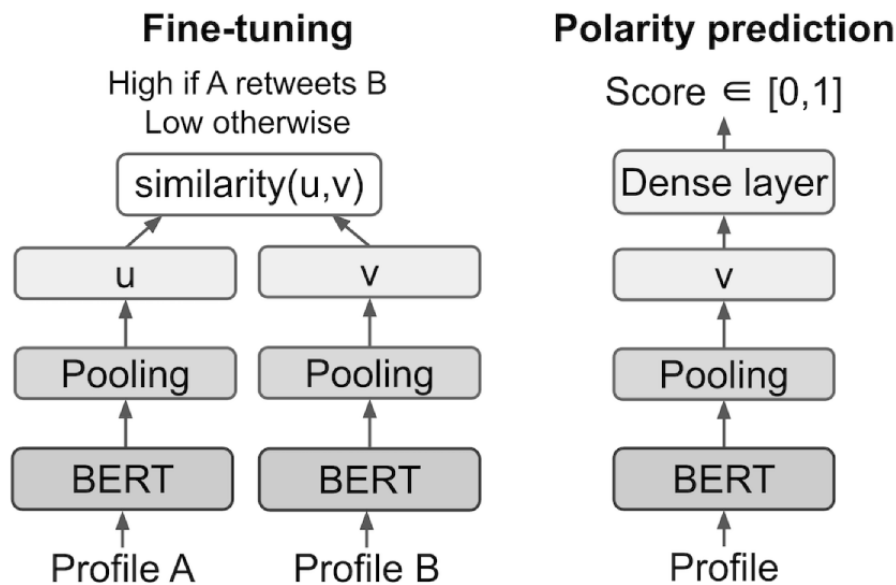 Fine-tuning
High if A retweets B
Low otherwise
similarity(u,v)
u
v
Pooling
Pooling
BERT
BERT
Profile A
Profile B
Polarity prediction
Score ∈ [0,1]
Dense layer
v
Pooling
BERT
Profile